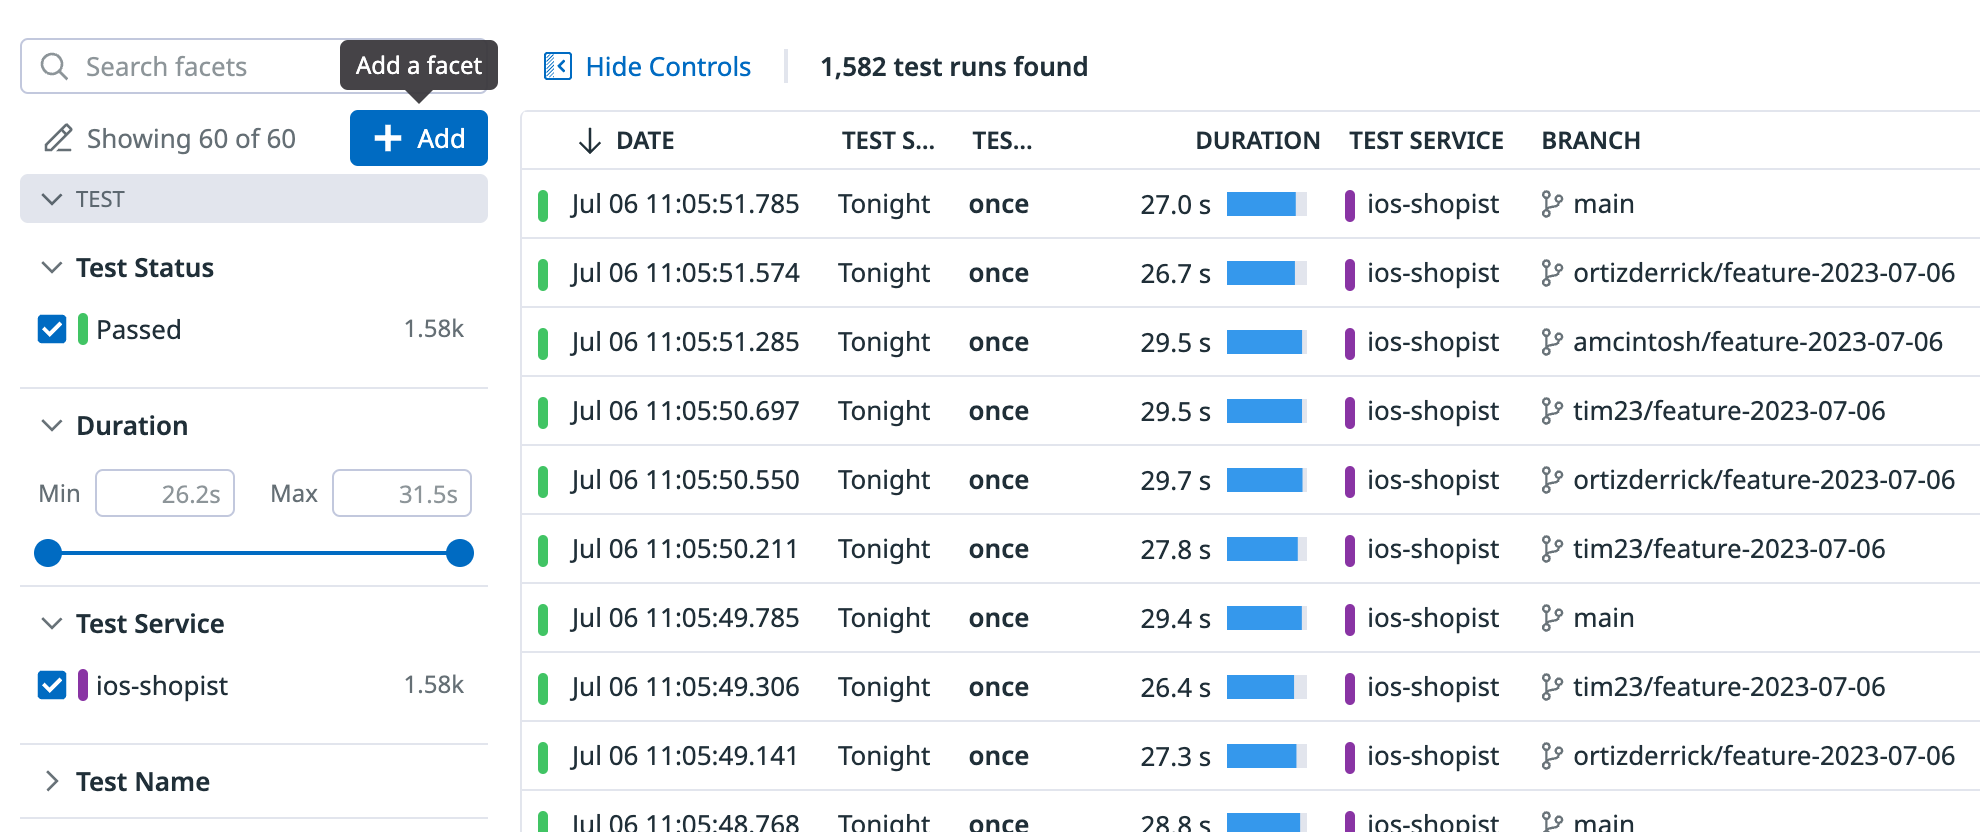 Search facets
Add a facet
Hide Controls
1,582 test runs found
Showing 60 of 60
Add
TEST
Test Status
Passed 1.58k
Duration
Min 26.2s Max 31.5s
Test Service
ios-shopist 1.58k
Test Name
DATE TEST S... TES... DURATION TEST SERVICE BRANCH
Jul 06 11:05:51.785 Tonight once 27.0 s ios-shopist main
Jul 06 11:05:51.574 Tonight once 26.7 s ios-shopist ortizderrick/feature-2023-07-06
Jul 06 11:05:51.285 Tonight once 29.5 s ios-shopist amcintosh/feature-2023-07-06
Jul 06 11:05:50.697 Tonight once 29.5 s ios-shopist tim23/feature-2023-07-06
Jul 06 11:05:50.550 Tonight once 29.7 s ios-shopist ortizderrick/feature-2023-07-06
Jul 06 11:05:50.211 Tonight once 27.8 s ios-shopist tim23/feature-2023-07-06
Jul 06 11:05:49.785 Tonight once 29.4 s ios-shopist main
Jul 06 11:05:49.306 Tonight once 26.4 s ios-shopist tim23/feature-2023-07-06
Jul 06 11:05:49.141 Tonight once 27.3 s ios-shopist ortizderrick/feature-2023-07-06
Jul 06 11:05:48.768 Tonight once 28.8 s ios-shopist main